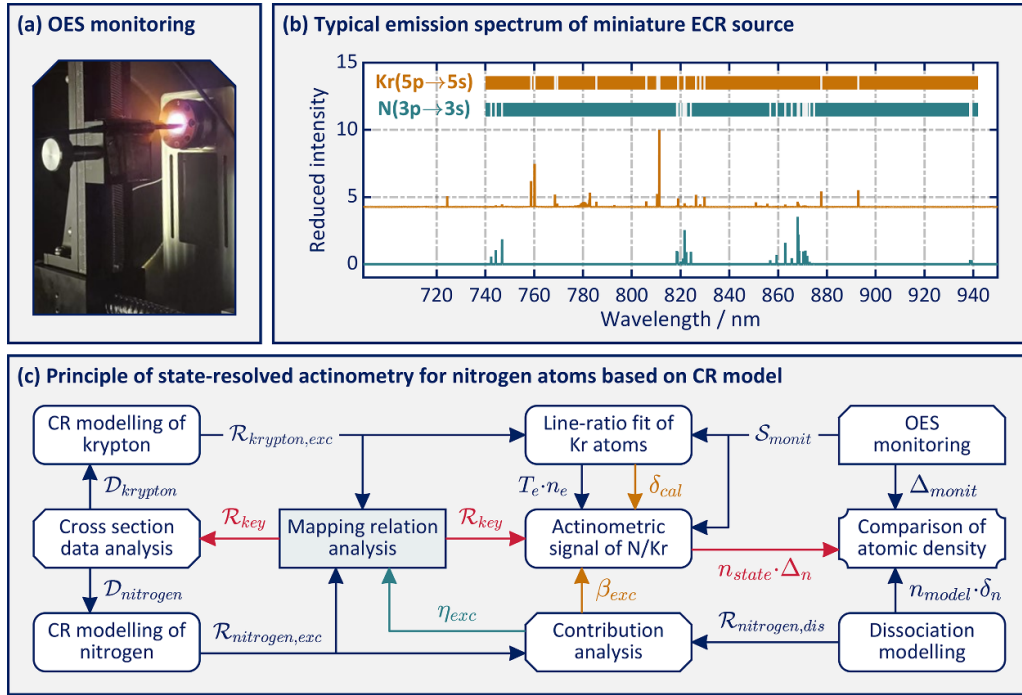 (a) OES monitoring
(b) Typical emission spectrum of miniature ECR source
15
10
5
0
Reduced intensity
Kr(5p→5s)
N(3p→3s)
720 740 760 780 800 820 840 860 880 900 920 940
Wavelength / nm
(c) Principle of state-resolved actinometry for nitrogen atoms based on CR model
CR modelling of
krypton
ℛkrypton,exc
Line-ratio fit of
Kr atoms
𝒮monit
OES
monitoring
𝒟krypton
Te·ne
δcal
Δmonit
Cross section
data analysis
ℛkey
Mapping relation
analysis
ℛkey
Actinometric
signal of N/Kr
nstate·Δn
Comparison of
atomic density
𝒟nitrogen
ηexc
βexc
nmodel·δn
CR modelling of
nitrogen
ℛnitrogen,exc
Contribution
analysis
ℛnitrogen,dis
Dissociation
modelling